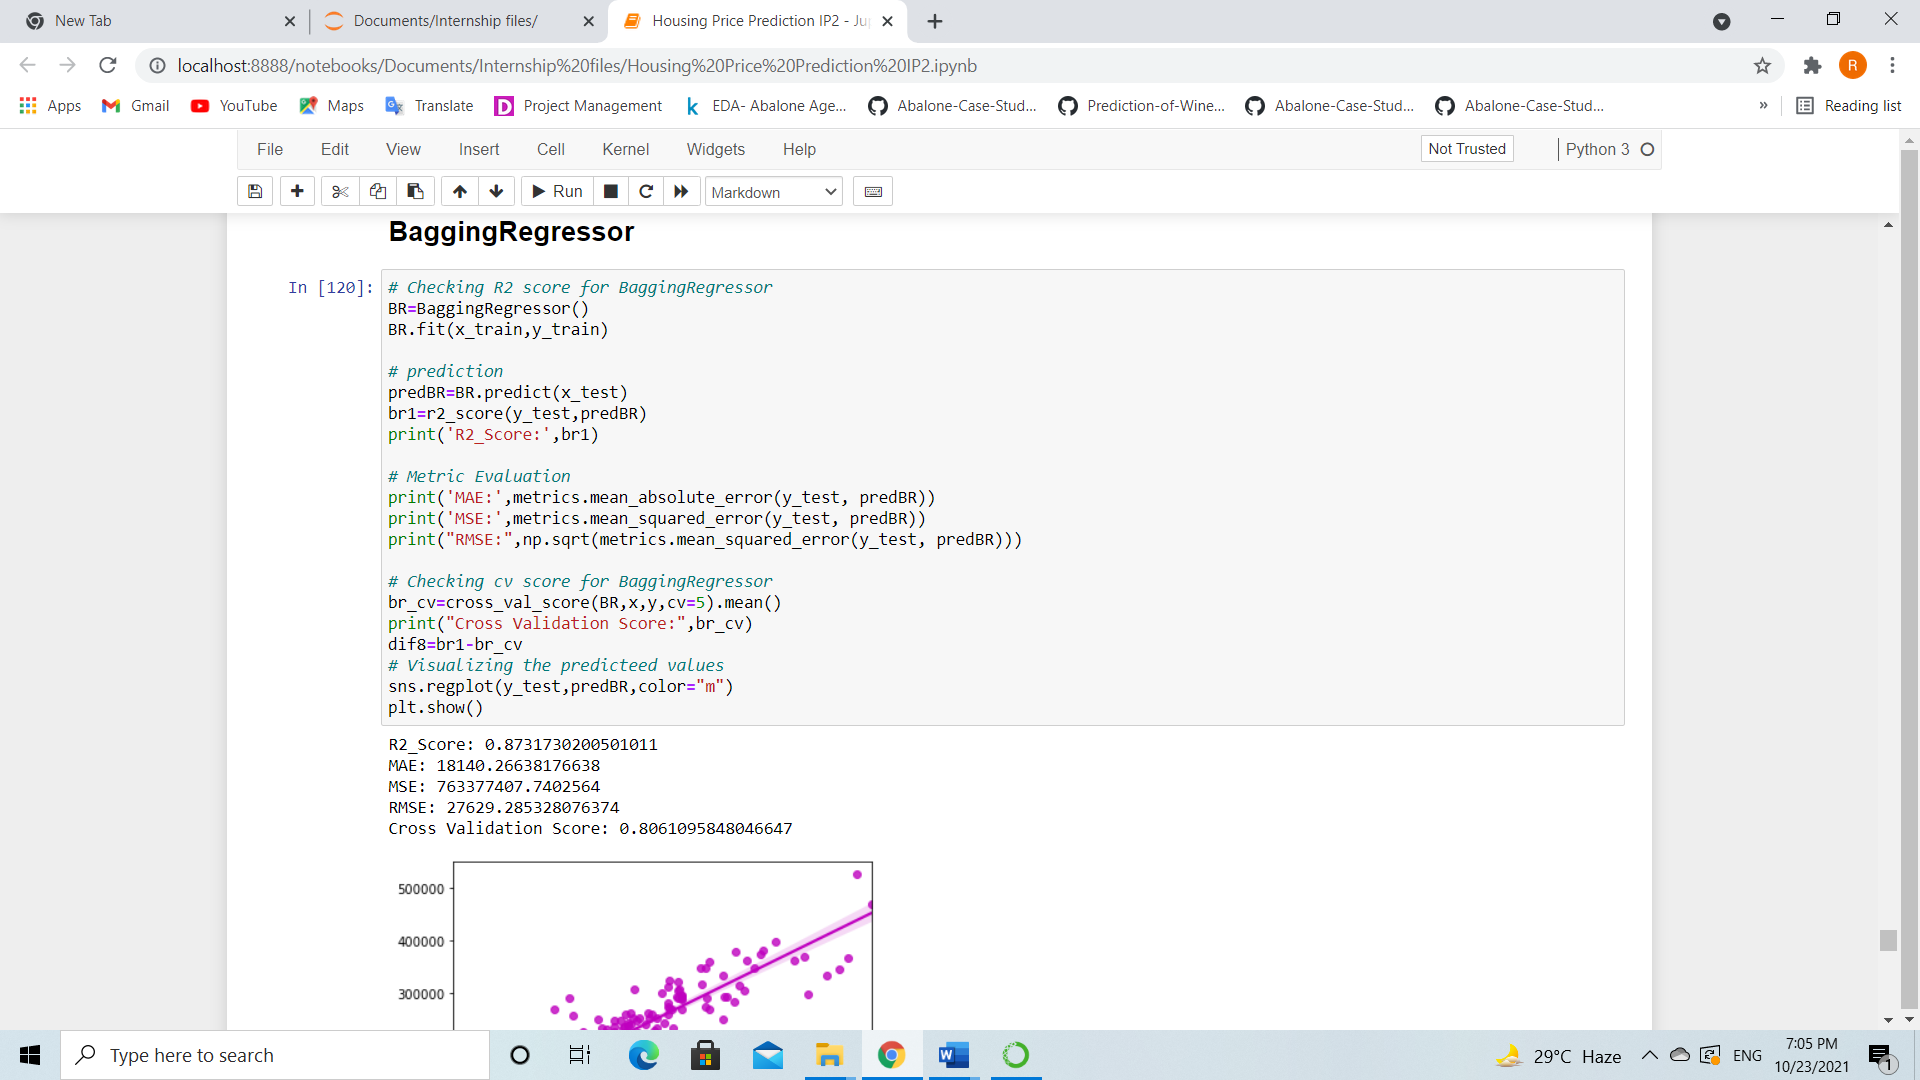 New Tab
Documents/Internship files/
Housing Price Prediction IP2 - Ju
localhost:8888/notebooks/Documents/Internship%20files/Housing%20Price%20Prediction%20IP2.ipynb
R
Apps
Gmail
YouTube
Maps
Translate
Project Management
EDA- Abalone Age...
Abalone-Case-Stud...
Prediction-of-Wine...
Abalone-Case-Stud...
Abalone-Case-Stud...
»
Reading list
File
Edit
View
Insert
Cell
Kernel
Widgets
Help
Not Trusted
Python 3
Run
Markdown
BaggingRegressor
In [120]:
# Checking R2 score for BaggingRegressor
BR=BaggingRegressor()
BR.fit(x_train,y_train)
# prediction
predBR=BR.predict(x_test)
br1=r2_score(y_test,predBR)
print('R2_Score:',br1)
# Metric Evaluation
print('MAE:',metrics.mean_absolute_error(y_test, predBR))
print('MSE:',metrics.mean_squared_error(y_test, predBR))
print("RMSE:",np.sqrt(metrics.mean_squared_error(y_test, predBR)))
# Checking cv score for BaggingRegressor
br_cv=cross_val_score(BR,x,y,cv=5).mean()
print("Cross Validation Score:",br_cv)
dif8=br1-br_cv
# Visualizing the predicteed values
sns.regplot(y_test,predBR,color="m")
plt.show()
R2_Score: 0.8731730200501011
MAE: 18140.26638176638
MSE: 763377407.7402564
RMSE: 27629.285328076374
Cross Validation Score: 0.8061095848046647
500000
400000
300000
Type here to search
29°C Haze
ENG
7:05 PM
10/23/2021
1